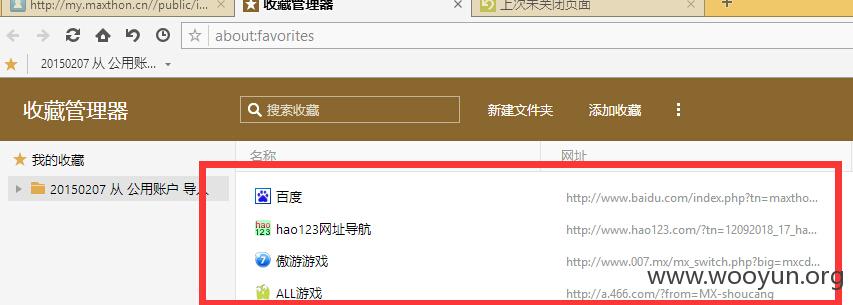 http://my.maxthon.cn//public/i...
收藏管理器
上次未关闭页面
about:favorites
20150207 从 公用账...
收藏管理器
搜索收藏
新建文件夹
添加收藏
我的收藏
名称
网址
20150207 从 公用账户 导入
百度
http://www.baidu.com/index.php?tn=maxtho...
hao123网址导航
http://www.hao123.com/?tn=12092018_17_ha...
傲游游戏
http://www.007.mx/mx_switch.php?big=mxcd...
ALL游戏
http://a.466.com/?from=MX-shoucang
www.wooyun.org